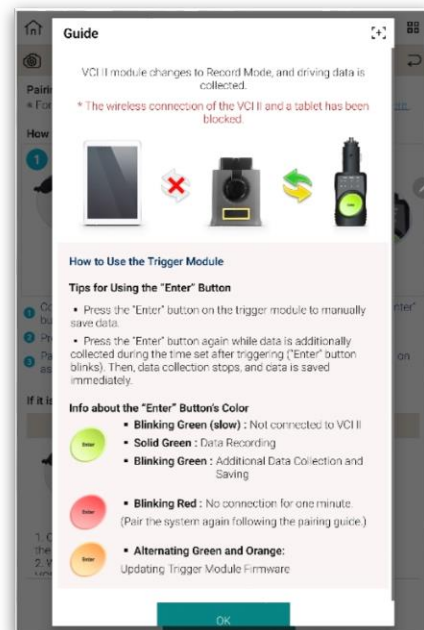 Guide
VCI II module changes to Record Mode, and driving data is
collected.
* The wireless connection of the VCI II and a tablet has been
blocked.
How to Use the Trigger Module
Tips for Using the "Enter" Button
• Press the "Enter" button on the trigger module to manually
save data.
• Press the "Enter" button again while data is additionally
collected during the time set after triggering ("Enter" button
blinks). Then, data collection stops, and data is saved
immediately.
Info about the "Enter" Button's Color
▪ Blinking Green (slow) : Not connected to VCI II
▪ Solid Green : Data Recording
▪ Blinking Green : Additional Data Collection and
Saving
Enter
▪ Blinking Red : No connection for one minute.
(Pair the system again following the pairing guide.)
Enter
▪ Alternating Green and Orange:
Updating Trigger Module Firmware
Enter
OK